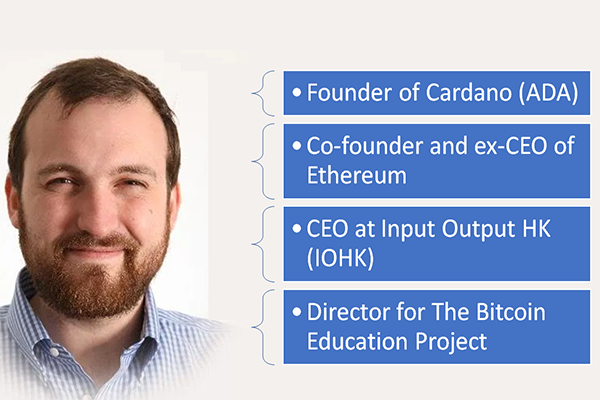 • Founder of Cardano (ADA)
• Co-founder and ex-CEO of
Ethereum
• CEO at Input Output HK
(IOHK)
• Director for The Bitcoin
Education Project